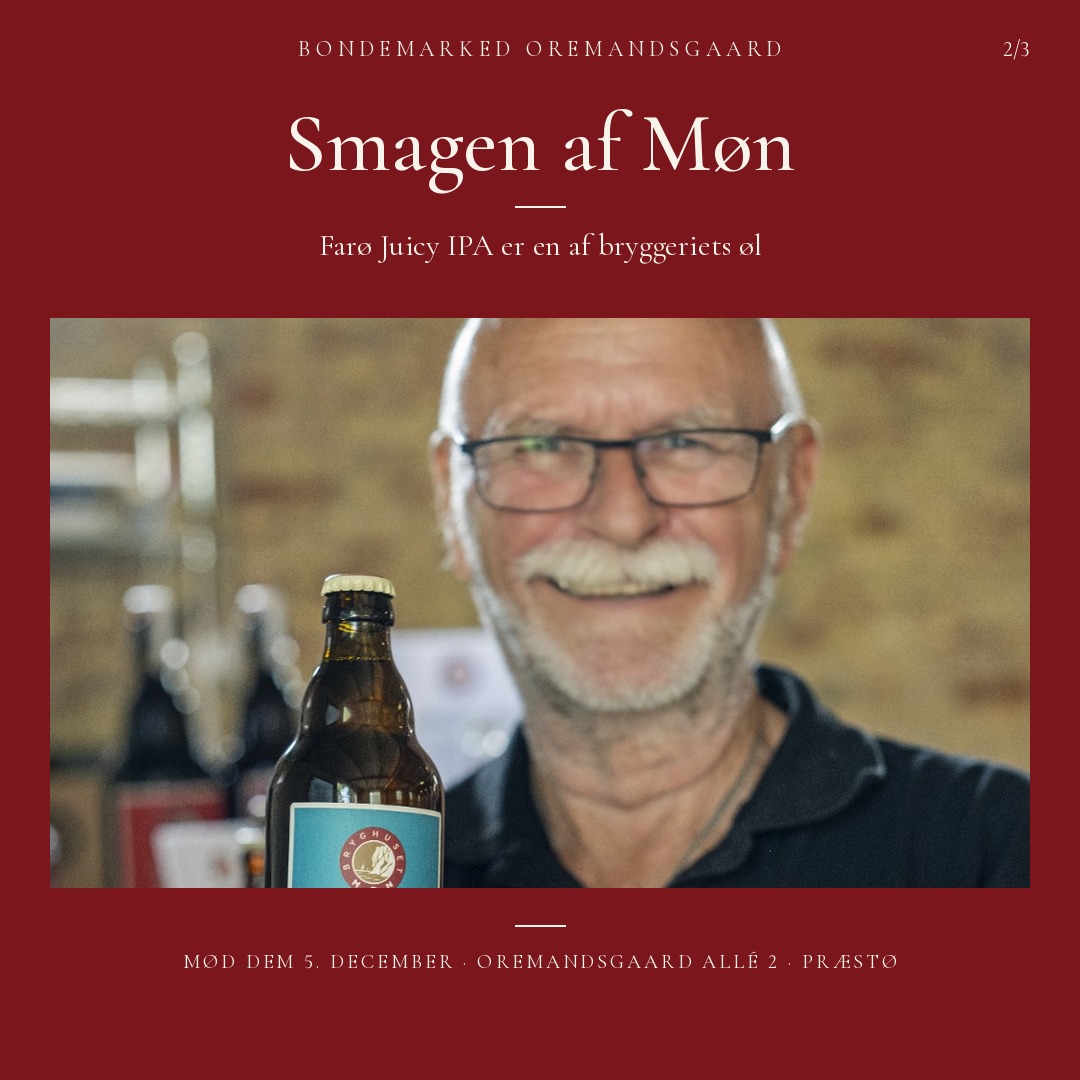 BONDEMARKED OREMANDSGAARD
2/3
Smagen af Møn
Farø Juicy IPA er en af bryggeriets øl
BRYGHUSET
MØN
MØD DEM 5. DECEMBER · OREMANDSGAARD ALLÉ 2 · PRÆSTØ